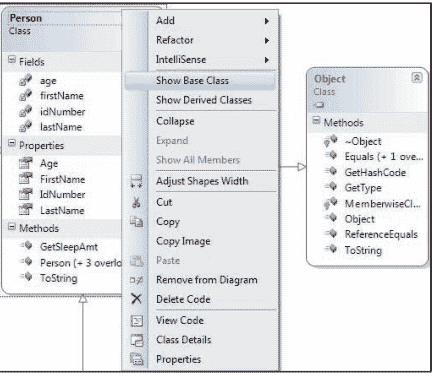 Person
Class
Fields
age
firstName
idNumber
lastName
Properties
Age
FirstName
IdNumber
LastName
Methods
GetSleepAmt
Person (+ 3 overlo
ToString
Add
Refactor
IntelliSense
Show Base Class
Show Derived Classes
Collapse
Expand
Show All Members
Adjust Shapes Width
Cut
Copy
Copy Image
Paste
Remove from Diagram
Delete Code
View Code
Class Details
Properties
Object
Class
Methods
~Object
Equals (+ 1 ove...
GetHashCode
GetType
MemberwiseCl...
Object
ReferenceEquals
ToString